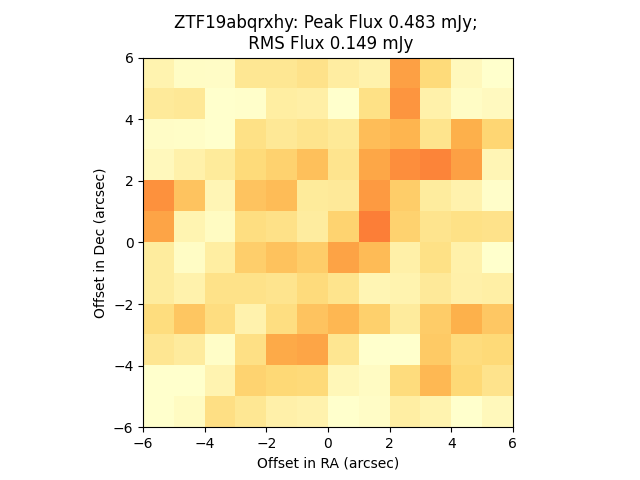 ZTF19abqrxhy: Peak Flux 0.483 mJy;
RMS Flux 0.149 mJy
6
4
2
0
−2
−4
−6
Offset in Dec (arcsec)
−6 −4 −2 0 2 4 6
Offset in RA (arcsec)